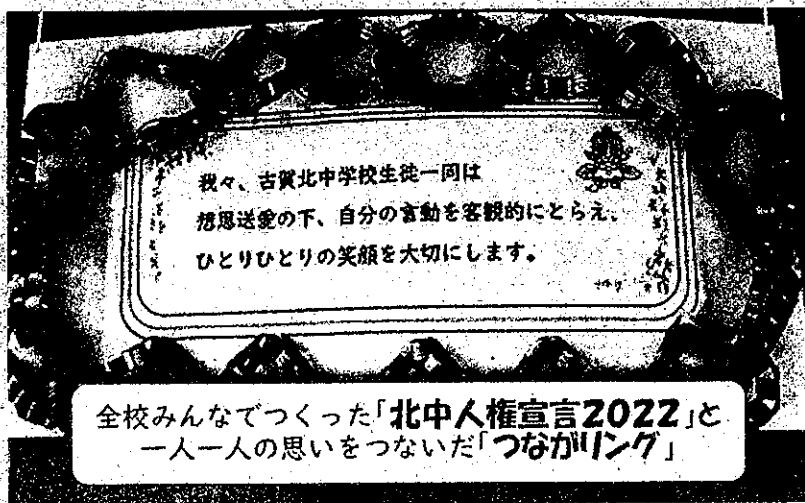 我々、古賀北中学校生徒一同は
想思送愛の下、自分の言動を客観的にとらえ、
ひとりひとりの笑顔を大切にします。
全校みんなでつくった「北中人権宣言2022」と
一人一人の思いをつないだ「つながリング」